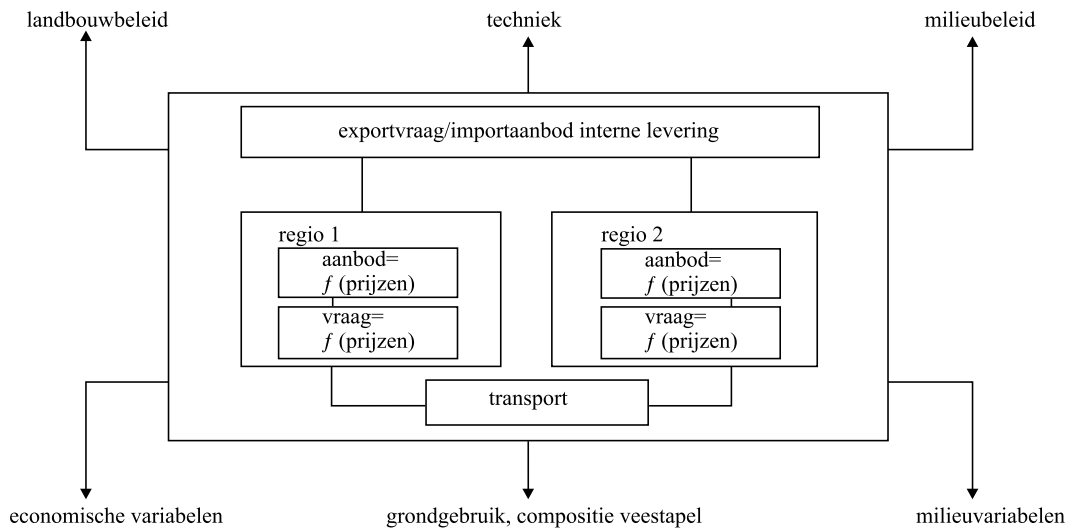 landbouwbeleid
techniek
milieubeleid
exportvraag/importaanbod interne levering
regio 1
aanbod=
f (prijzen)
vraag=
f (prijzen)
regio 2
aanbod=
f (prijzen)
vraag=
f (prijzen)
transport
economische variabelen
grondgebruik, compositie veestapel
milieuvariabelen